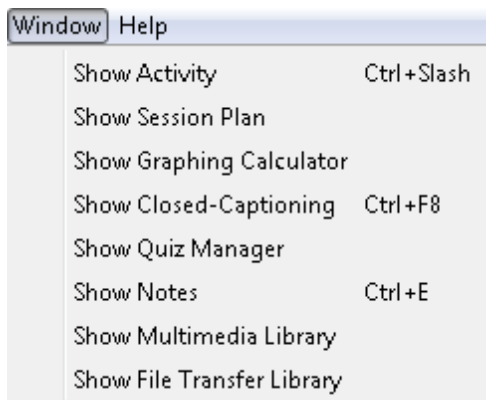 Window Help
Show Activity Ctrl+Slash
Show Session Plan
Show Graphing Calculator
Show Closed-Captioning Ctrl+F8
Show Quiz Manager
Show Notes Ctrl+E
Show Multimedia Library
Show File Transfer Library